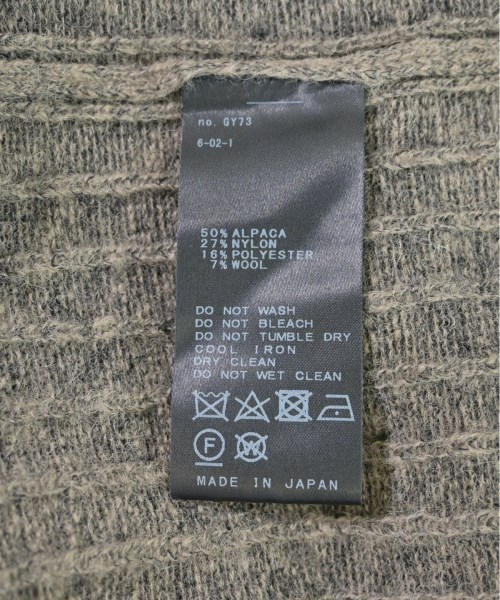 no. GY73
6-02-1
50% ALPACA
27% NYLON
16% POLYESTER
7% WOOL
DO NOT WASH
DO NOT BLEACH
DO NOT TUMBLE DRY
COOL IRON
DRY CLEAN
DO NOT WET CLEAN
F W
MADE IN JAPAN